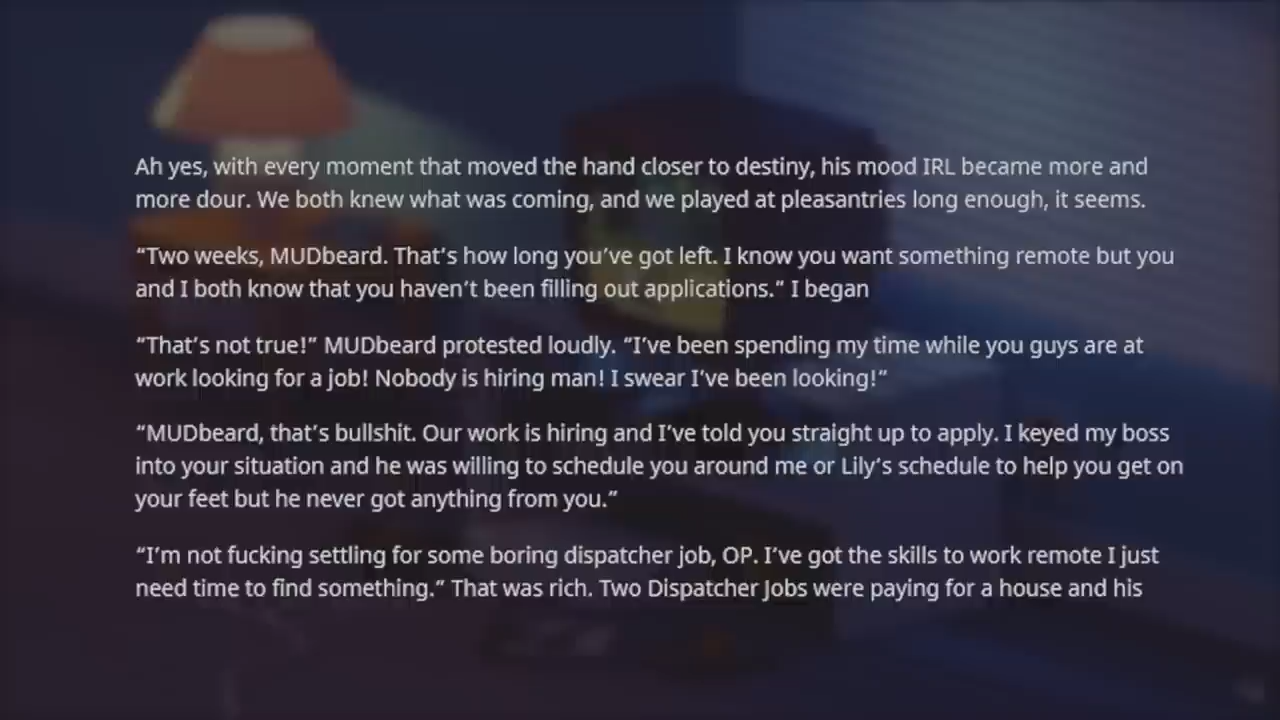 Ah yes, with every moment that moved the hand closer to destiny, his mood IRL became more and
more dour. We both knew what was coming, and we played at pleasantries long enough, it seems.
“Two weeks, MUDbeard. That’s how long you’ve got left. I know you want something remote but you
and I both know that you haven’t been filling out applications.” I began
“That’s not true!” MUDbeard protested loudly. “I’ve been spending my time while you guys are at
work looking for a job! Nobody is hiring man! I swear I’ve been looking!”
“MUDbeard, that’s bullshit. Our work is hiring and I’ve told you straight up to apply. I keyed my boss
into your situation and he was willing to schedule you around me or Lily’s schedule to help you get on
your feet but he never got anything from you.”
“I’m not fucking settling for some boring dispatcher job, OP. I’ve got the skills to work remote I just
need time to find something.” That was rich. Two Dispatcher Jobs were paying for a house and his